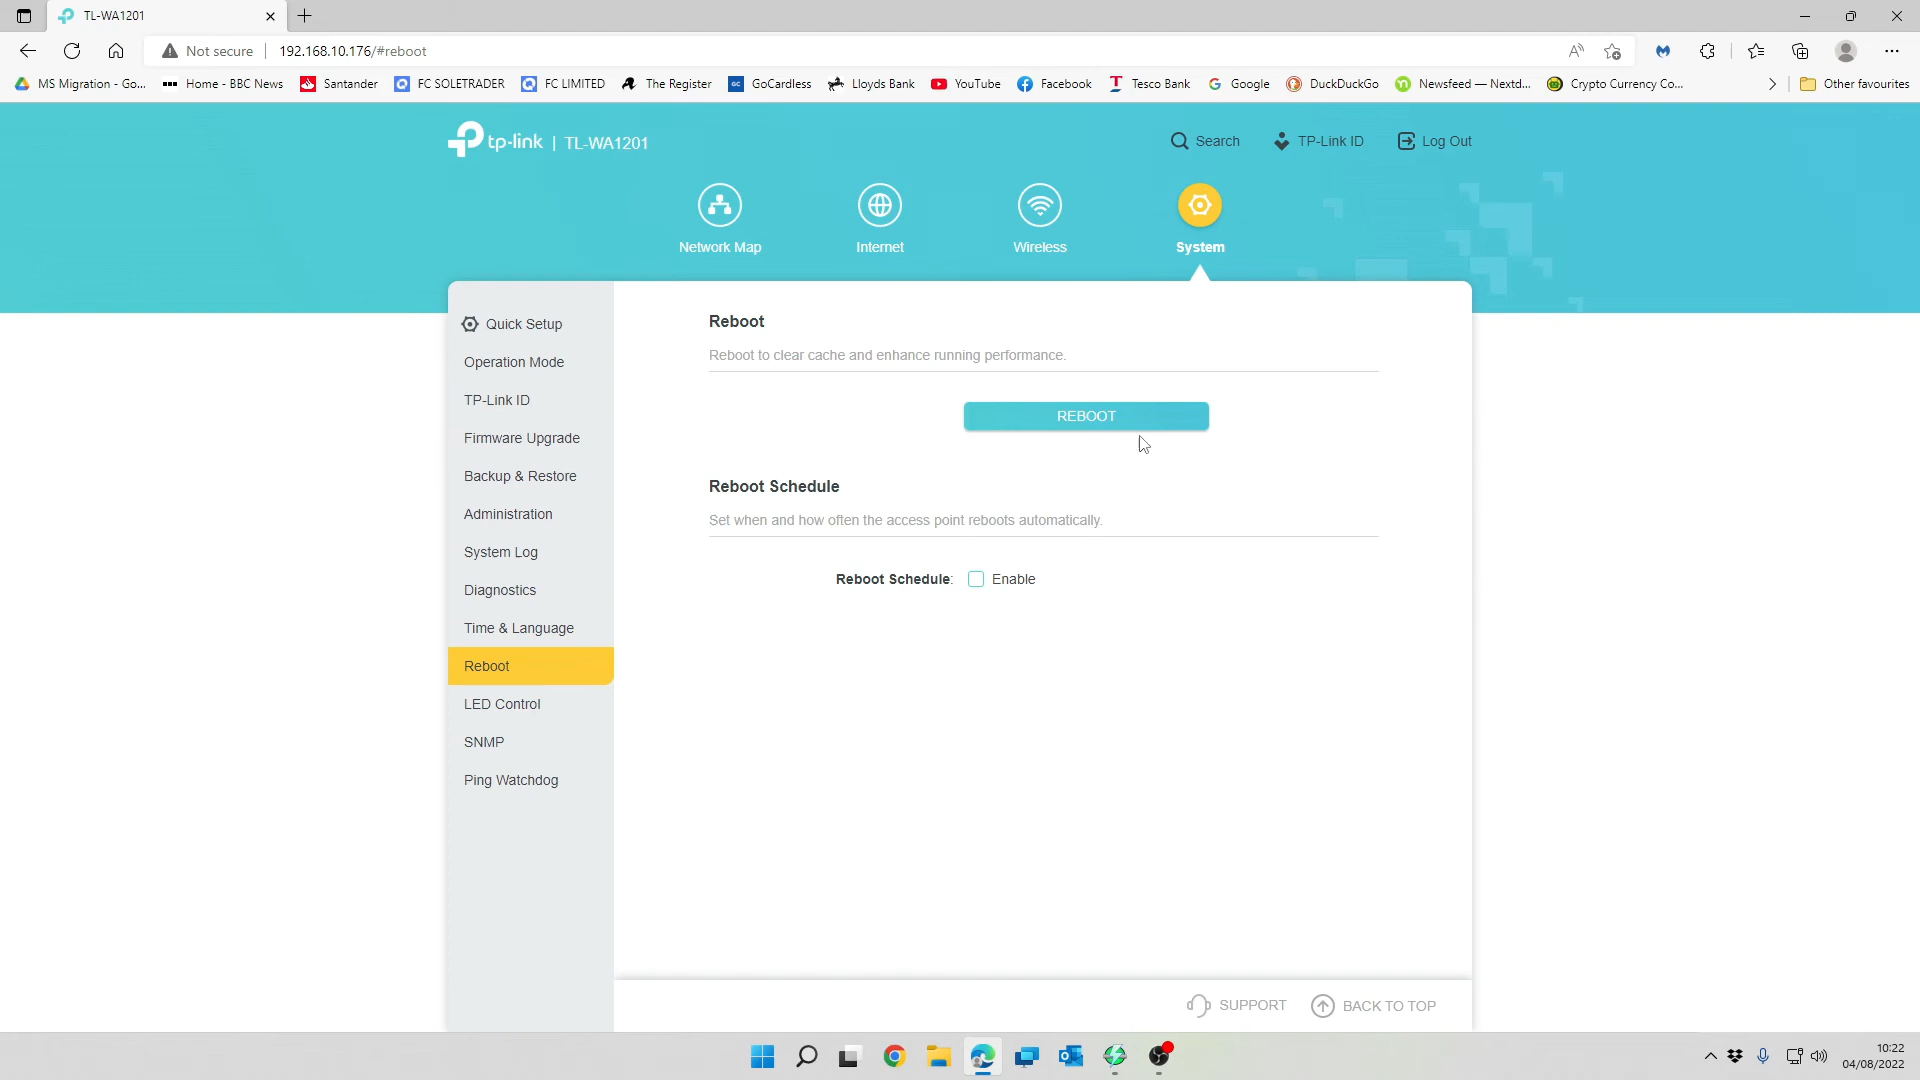 TL-WA1201
Not secure
192.168.10.176/#reboot
MS Migration - Go...
Home - BBC News
Santander
FC SOLETRADER
FC LIMITED
The Register
GoCardless
Lloyds Bank
YouTube
Facebook
Tesco Bank
Google
DuckDuckGo
Newsfeed — Nextd...
Crypto Currency Co...
Other favourites
tp-link | TL-WA1201
Search
TP-Link ID
Log Out
Network Map
Internet
Wireless
System
Quick Setup
Operation Mode
TP-Link ID
Firmware Upgrade
Backup & Restore
Administration
System Log
Diagnostics
Time & Language
Reboot
LED Control
SNMP
Ping Watchdog
Reboot
Reboot to clear cache and enhance running performance.
REBOOT
Reboot Schedule
Set when and how often the access point reboots automatically.
Reboot Schedule: Enable
SUPPORT
BACK TO TOP
10:22
04/08/2022